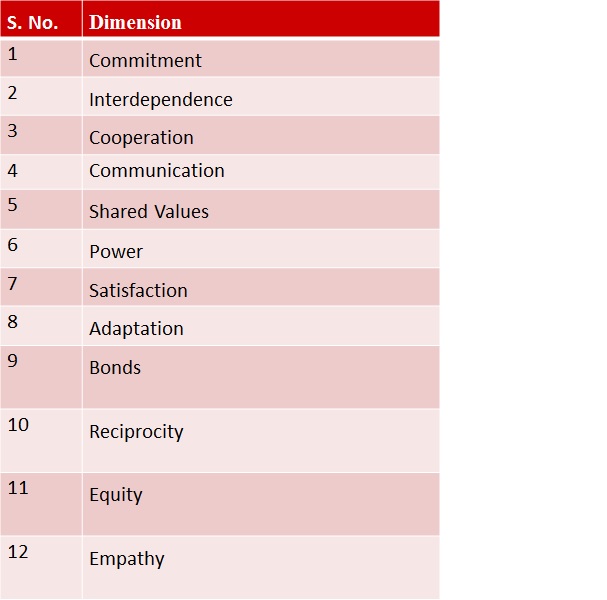 S. No. Dimension
1 Commitment
2 Interdependence
3 Cooperation
4 Communication
5 Shared Values
6 Power
7 Satisfaction
8 Adaptation
9 Bonds
10 Reciprocity
11 Equity
12 Empathy